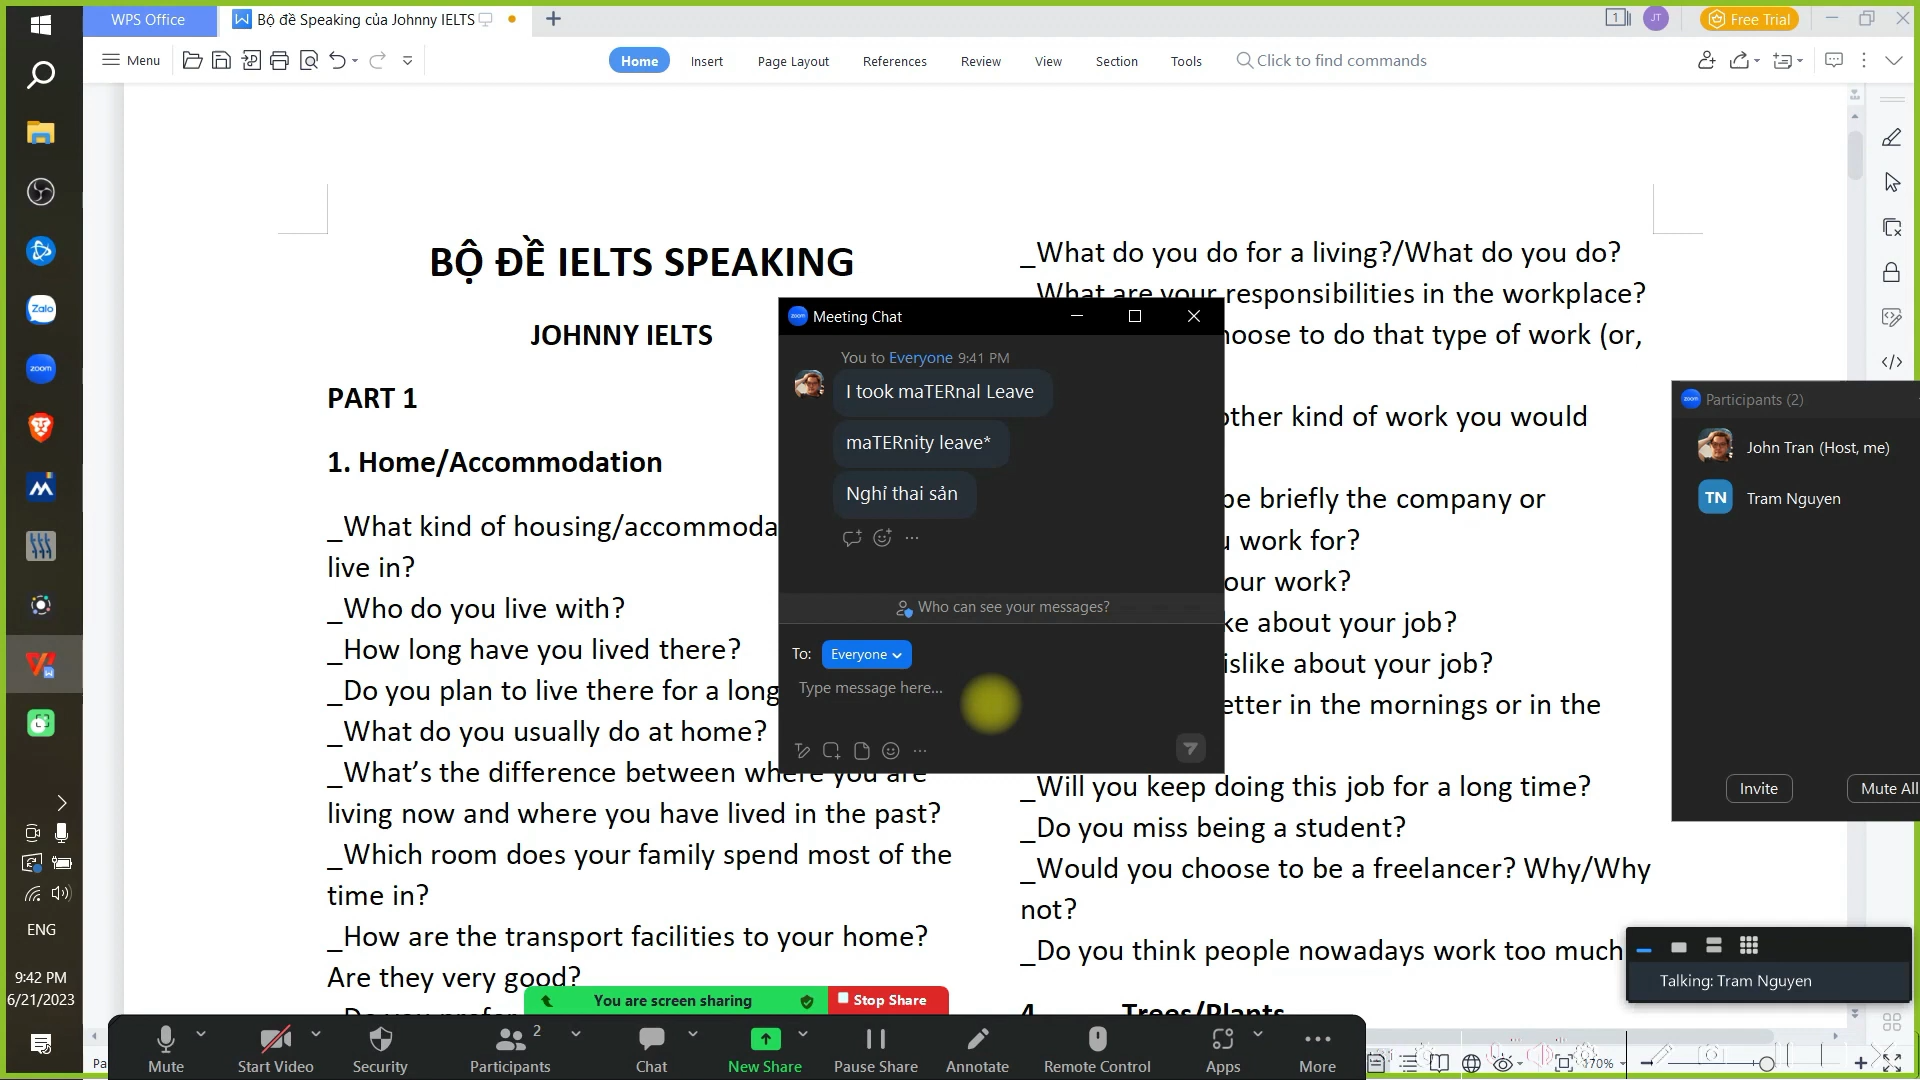 WPS Office
Bộ đề Speaking của Johnny IELTS
JT
Free Trial
Menu
Home
Insert
Page Layout
References
Review
View
Section
Tools
Click to find commands
BỘ ĐỀ IELTS SPEAKING
JOHNNY IELTS
PART 1
1. Home/Accommodation
_What kind of housing/accommoda
live in?
_Who do you live with?
_How long have you lived there?
_Do you plan to live there for a long
_What do you usually do at home?
_What's the difference between where you are
living now and where you have lived in the past?
_Which room does your family spend most of the
time in?
_How are the transport facilities to your home?
Are they very good?
_What do you do for a living?/What do you do?
_What are your responsibilities in the workplace?
hoose to do that type of work (or,
other kind of work you would
be briefly the company or
u work for?
our work?
ke about your job?
islike about your job?
etter in the mornings or in the
_Will you keep doing this job for a long time?
_Do you miss being a student?
_Would you choose to be a freelancer? Why/Why
not?
_Do you think people nowadays work too much
4. Trees/Plants
zoom
Meeting Chat
You to Everyone 9:41 PM
I took maTERnal Leave
maTERnity leave*
Nghỉ thai sản
Who can see your messages?
To: Everyone
Type message here...
zoom
Participants (2)
John Tran (Host, me)
TN
Tram Nguyen
Invite
Mute All
Talking: Tram Nguyen
Zalo
zoom
ENG
9:42 PM
6/21/2023
You are screen sharing
Stop Share
Mute
Start Video
Security
Participants
2
Chat
New Share
Pause Share
Annotate
Remote Control
Apps
More
Pa
170%